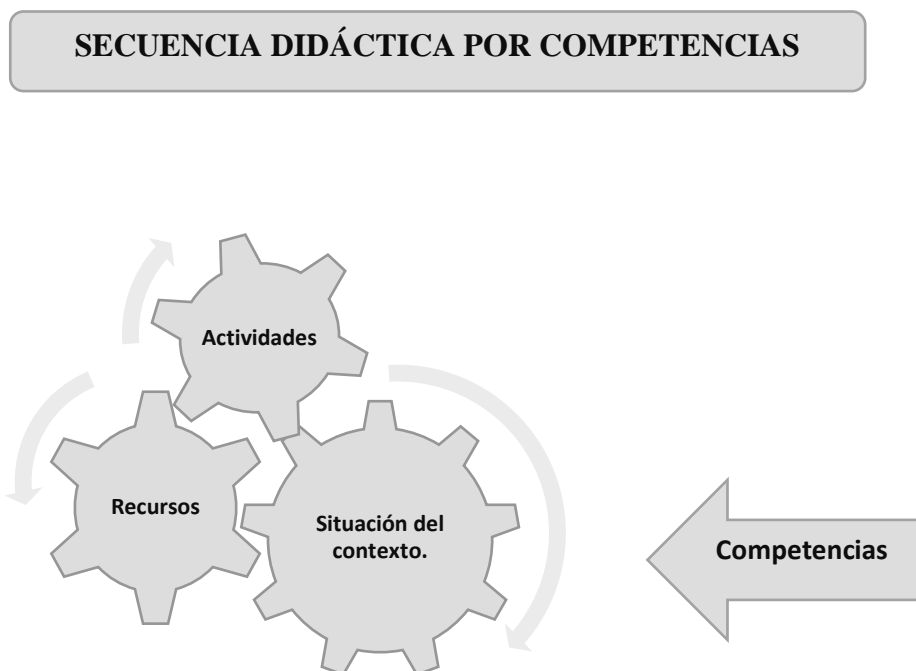 SECUENCIA DIDÁCTICA POR COMPETENCIAS
Actividades
Recursos
Situación del
contexto.
Competencias